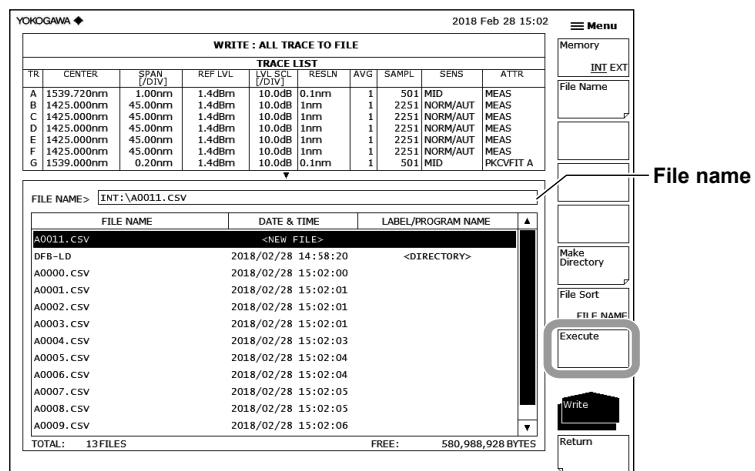 YOKOGAWA ◆ 2018 Feb 28 15:02
Menu
WRITE : ALL TRACE TO FILE
TRACE LIST
TR CENTER SPAN [/DIV] REF LVL LVL SCL [/DIV] RESLN AVG SAMPL SENS ATTR
A 1539.720nm 1.00nm 1.4dBm 10.0dB 0.1nm 1 501 MID MEAS
B 1425.000nm 45.00nm 1.4dBm 10.0dB 1nm 1 2251 NORM/AUT MEAS
C 1425.000nm 45.00nm 1.4dBm 10.0dB 1nm 1 2251 NORM/AUT MEAS
D 1425.000nm 45.00nm 1.4dBm 10.0dB 1nm 1 2251 NORM/AUT MEAS
E 1425.000nm 45.00nm 1.4dBm 10.0dB 1nm 1 2251 NORM/AUT MEAS
F 1425.000nm 45.00nm 1.4dBm 10.0dB 1nm 1 2251 NORM/AUT MEAS
G 1539.000nm 0.20nm 1.4dBm 10.0dB 0.1nm 1 501 MID PKCVFIT A
▼
FILE NAME> INT:\A0011.CSV
FILE NAME DATE & TIME LABEL/PROGRAM NAME ▲
A0011.CSV <NEW FILE>
DFB-LD 2018/02/28 14:58:20 <DIRECTORY>
A0000.CSV 2018/02/28 15:02:00
A0001.CSV 2018/02/28 15:02:01
A0002.CSV 2018/02/28 15:02:01
A0003.CSV 2018/02/28 15:02:01
A0004.CSV 2018/02/28 15:02:03
A0005.CSV 2018/02/28 15:02:04
A0006.CSV 2018/02/28 15:02:04
A0007.CSV 2018/02/28 15:02:05
A0008.CSV 2018/02/28 15:02:05
A0009.CSV 2018/02/28 15:02:06 ▼
TOTAL: 13FILES FREE: 580,988,928 BYTES
Memory
INT EXT
File Name
Make
Directory
File Sort
FILE NAME
Execute
Write
Return
File name